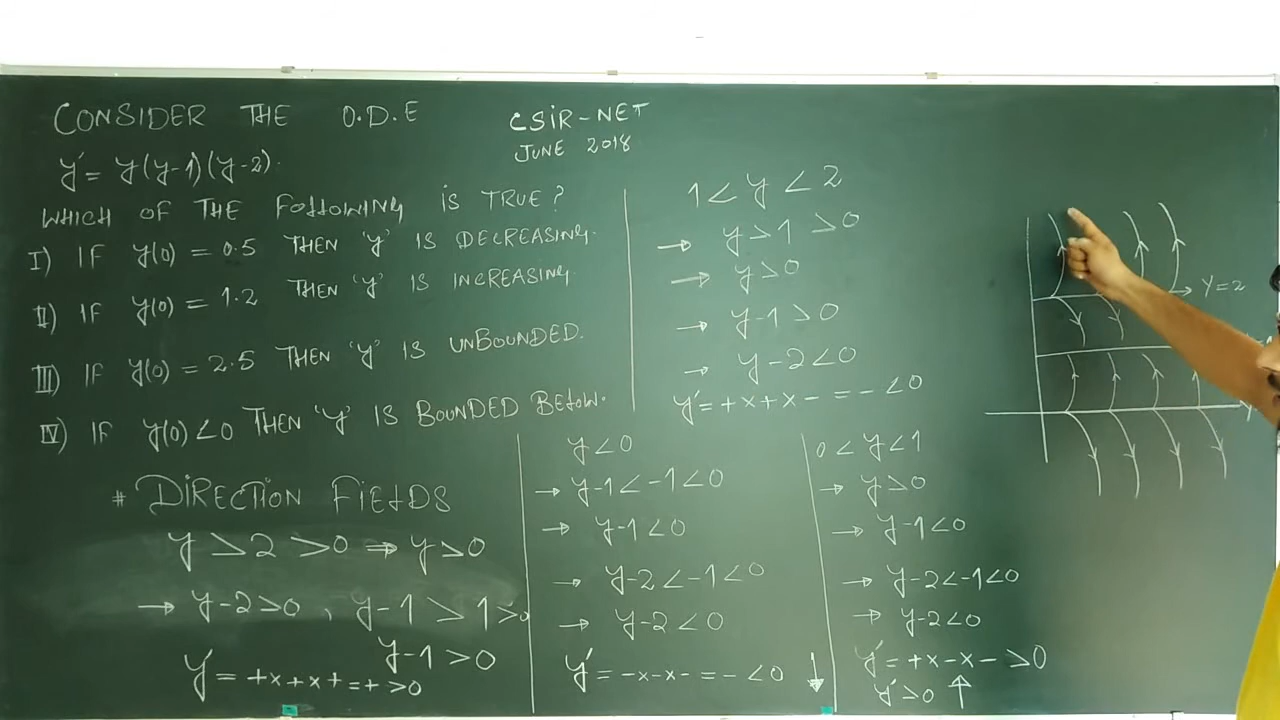 CONSIDER THE O.D.E
CSIR-NET
JUNE 2018
y' = y(y-1)(y-2).
WHICH OF THE FOLLOWING IS TRUE?
I) IF y(0) = 0.5 THEN 'y' IS DECREASING.
II) IF y(0) = 1.2 THEN 'y' IS INCREASING.
III) IF y(0) = 2.5 THEN 'y' IS UNBOUNDED.
IV) IF y(0) < 0 THEN 'y' IS BOUNDED BELOW.
# DIRECTION FIELDS
y > 2 > 0 ⇒ y > 0
→ y-2 > 0 , y-1 > 1 > 0
y-1 > 0
y' = + x + x + = + > 0
1 < y < 2
→ y > 1 > 0
→ y > 0
→ y-1 > 0
→ y-2 < 0
y' = + x + x - = - < 0
y < 0
→ y-1 < -1 < 0
→ y-1 < 0
→ y-2 < -1 < 0
→ y-2 < 0
y' = - x - x - = - < 0 ↓
0 < y < 1
→ y > 0
→ y-1 < 0
→ y-2 < -1 < 0
→ y-2 < 0
y' = + x - x - > 0
y' > 0 ↑
→ Y = 2